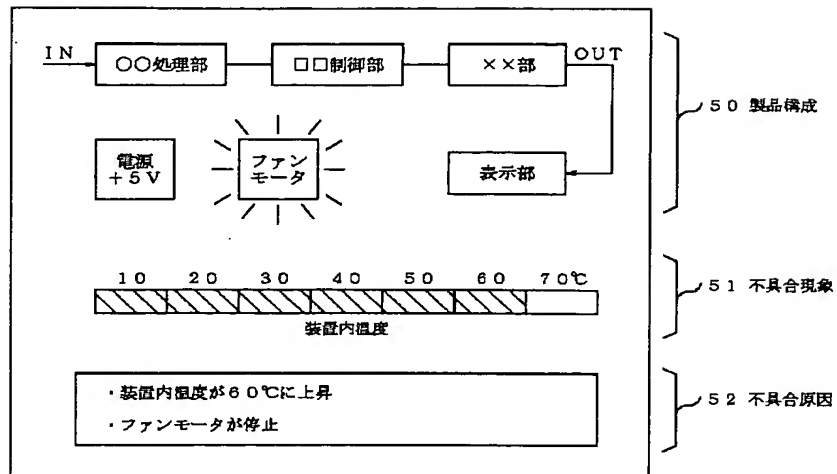 IN
○○処理部
□□制御部
××部
OUT
50 製品構成
電源
+5V
ファン
モータ
表示部
10 20 30 40 50 60 70℃
装置内温度
51 不具合現象
・装置内温度が60℃に上昇
・ファンモータが停止
52 不具合原因